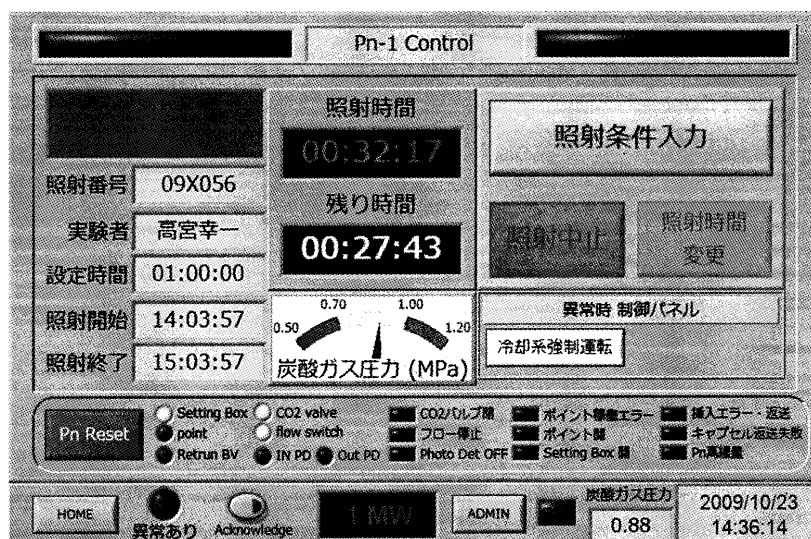 Pn-1 Control
照射時間
00:32:17
残り時間
00:27:43
照射条件入力
照射中止
照射時間
変更
照射番号 09X056
実験者 高宮幸一
設定時間 01:00:00
照射開始 14:03:57
照射終了 15:03:57
0.50 0.70 1.00 1.20
炭酸ガス圧力 (MPa)
異常時 制御パネル
冷却系強制運転
Pn Reset
Setting Box
point
Retrun BV
CO2 valve
flow switch
IN PD
Out PD
CO2バルブ閉
フロー停止
Photo Det OFF
ポイント稼働エラー
ポイント開
Setting Box 開
挿入エラー・返送
キャプセル返送失敗
Pn高線量
HOME
異常あり
Acknowledge
1 MW
ADMIN
炭酸ガス圧力
0.88
2009/10/23
14:36:14